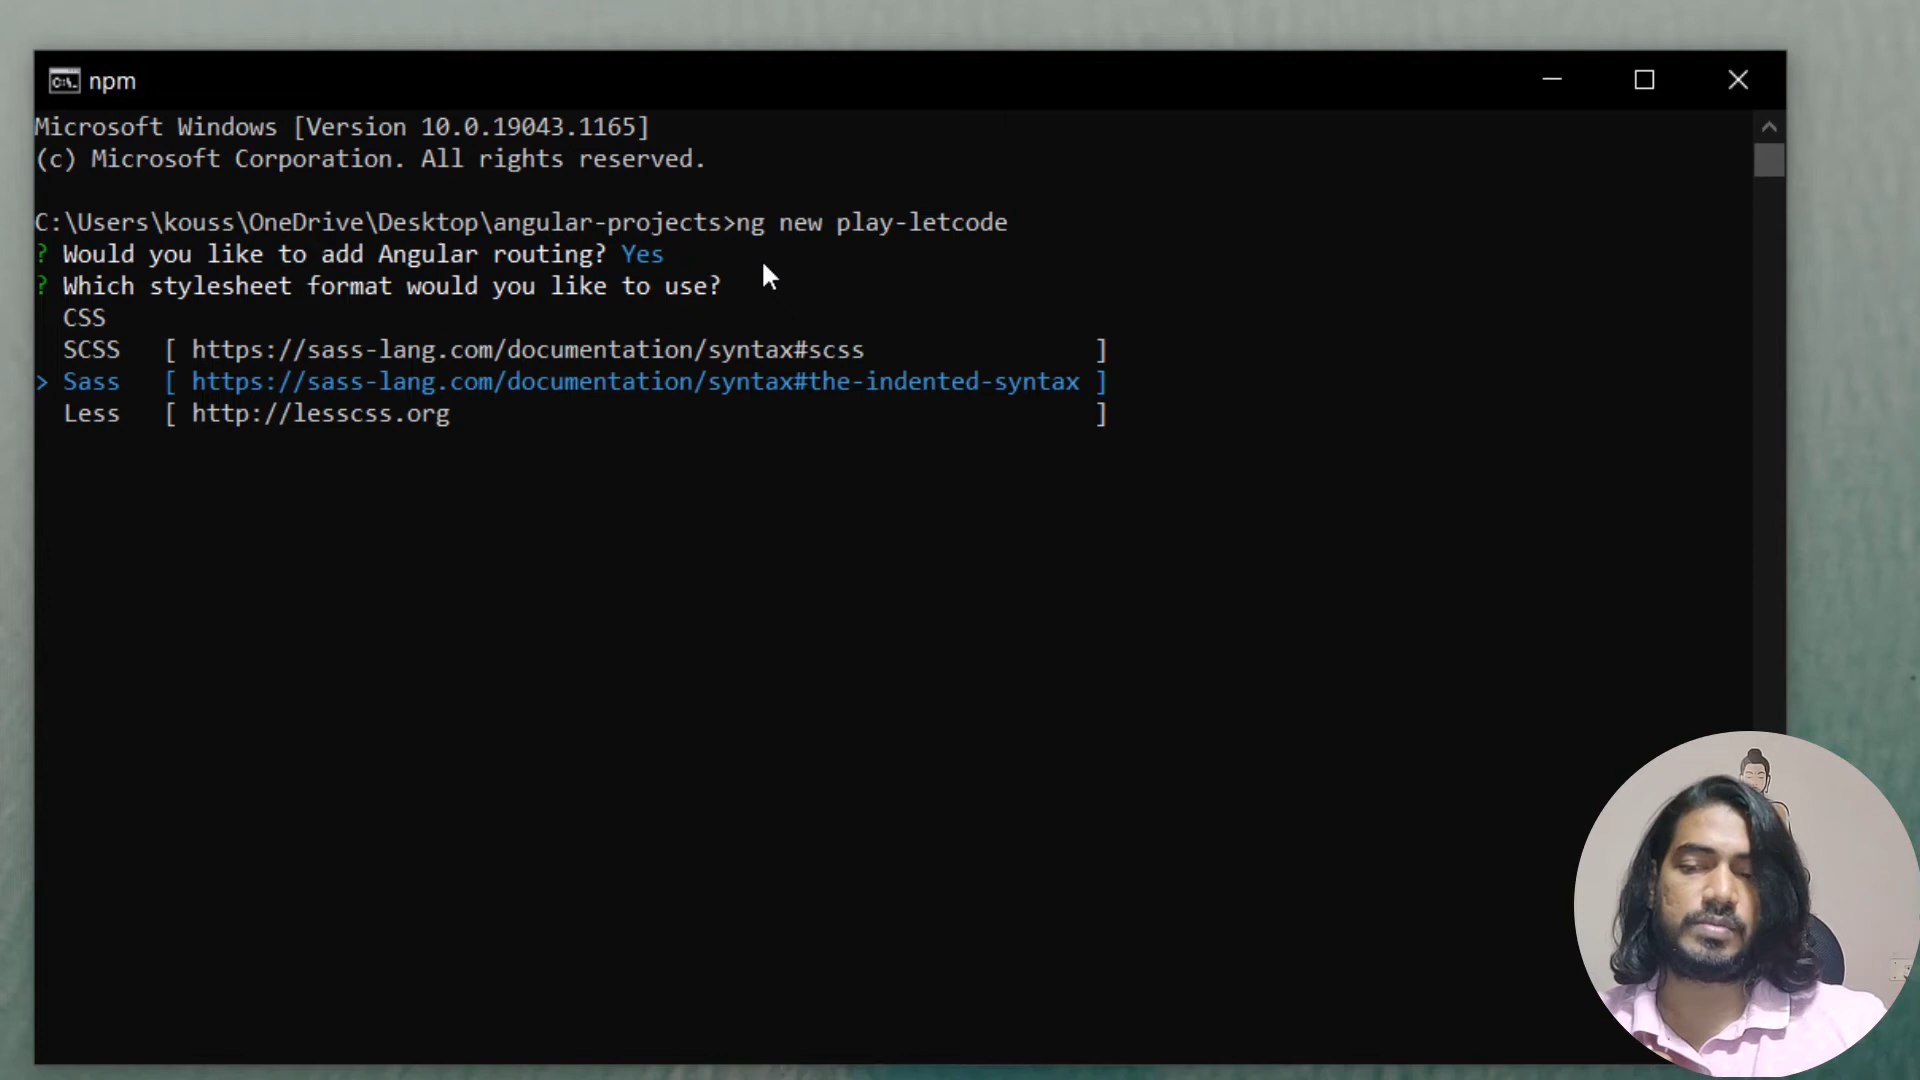 npm
Microsoft Windows [Version 10.0.19043.1165]
(c) Microsoft Corporation. All rights reserved.
C:\Users\kouss\OneDrive\Desktop\angular-projects>ng new play-letcode
? Would you like to add Angular routing? Yes
? Which stylesheet format would you like to use?
CSS
SCSS [ https://sass-lang.com/documentation/syntax#scss ]
> Sass [ https://sass-lang.com/documentation/syntax#the-indented-syntax ]
Less [ http://lesscss.org ]